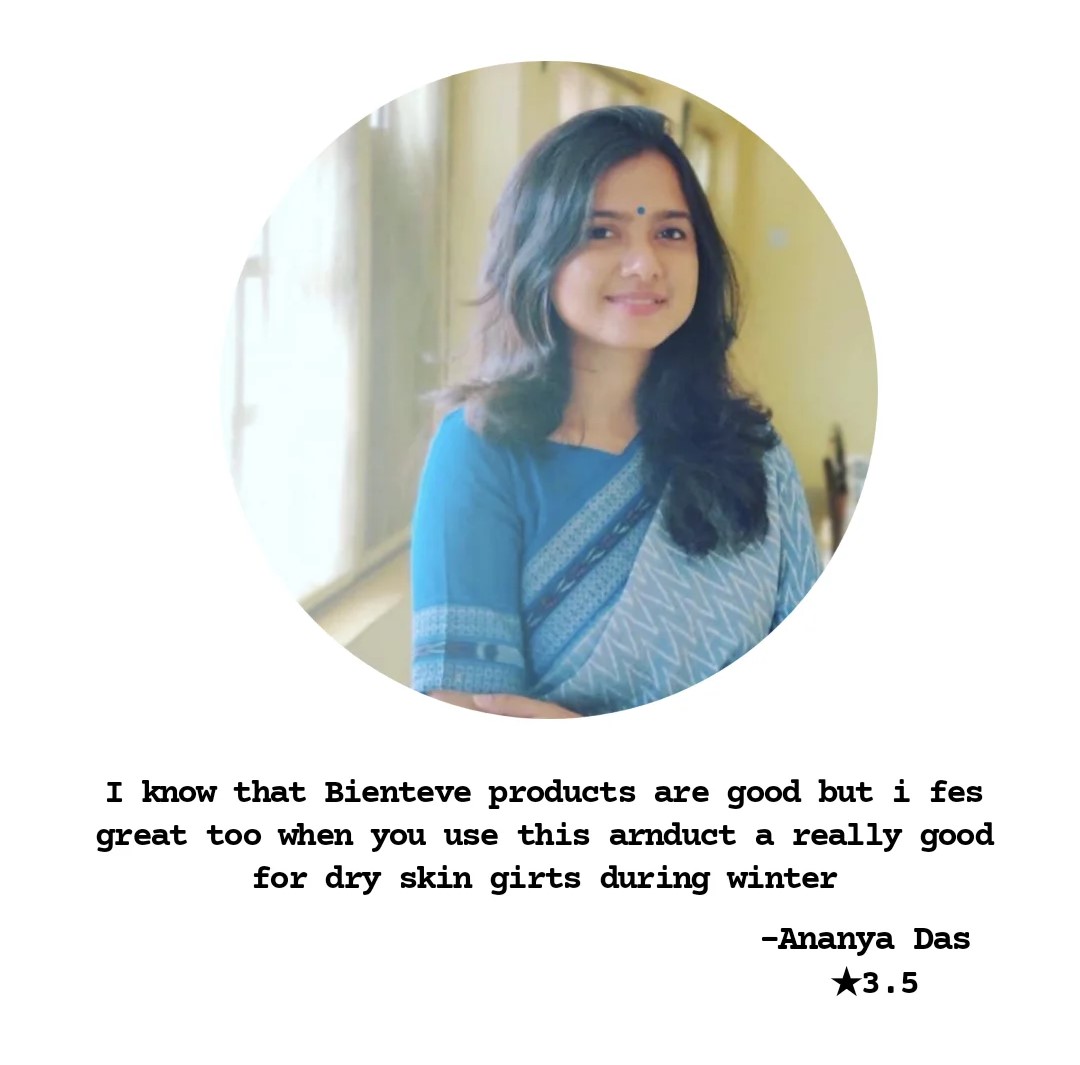 I know that Bienteve products are good but i fes
great too when you use this arnduct a really good
for dry skin girts during winter
-Ananya Das
★3.5